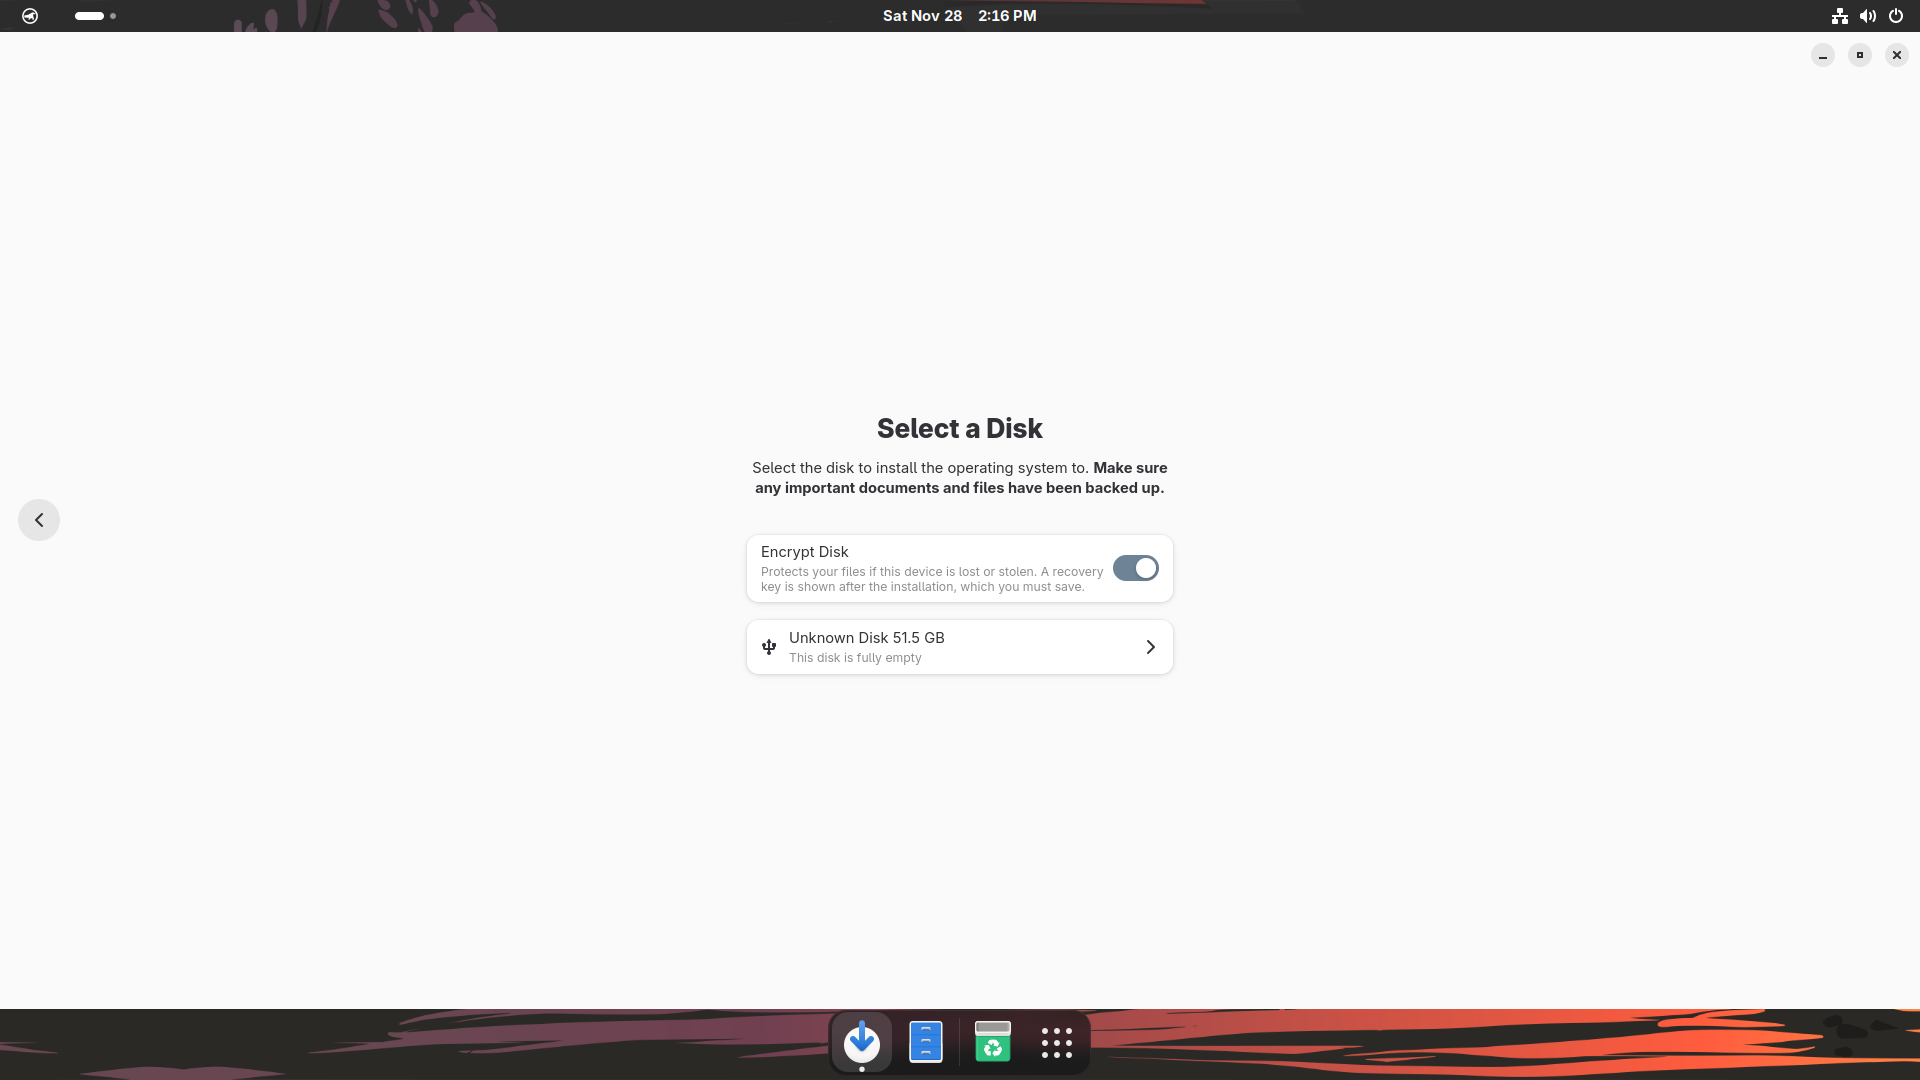 Sat Nov 28 2:16 PM
Select a Disk
Select the disk to install the operating system to. Make sure
any important documents and files have been backed up.
Encrypt Disk
Protects your files if this device is lost or stolen. A recovery
key is shown after the installation, which you must save.
Unknown Disk 51.5 GB
This disk is fully empty